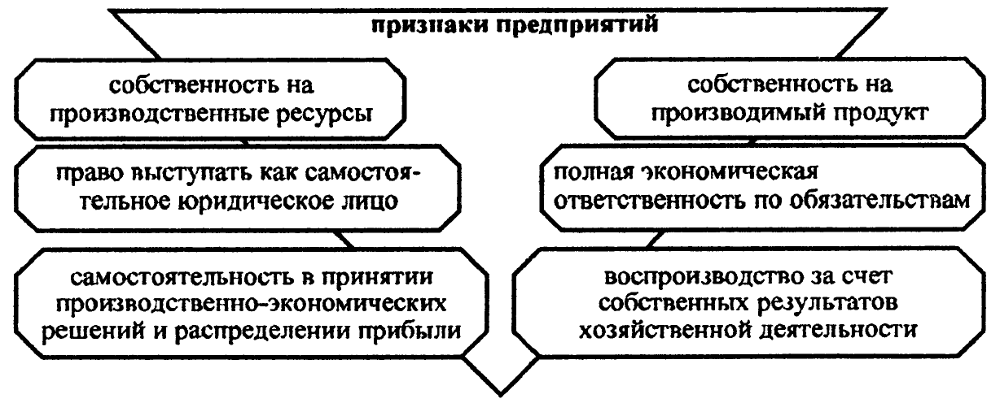 признаки предприятий
собственность на
производственные ресурсы
собственность на
производимый продукт
право выступать как самостоя-
тельное юридическое лицо
полная экономическая
ответственность по обязательствам
самостоятельность в принятии
производственно-экономических
решений и распределении прибыли
воспроизводство за счет
собственных результатов
хозяйственной деятельности